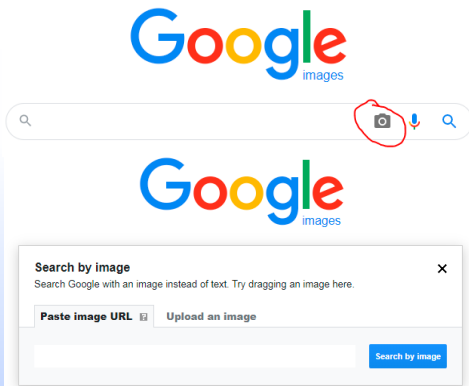 Google
images
Google
images
Search by image
Search Google with an image instead of text. Try dragging an image here.
Paste image URL Upload an image
Search by image